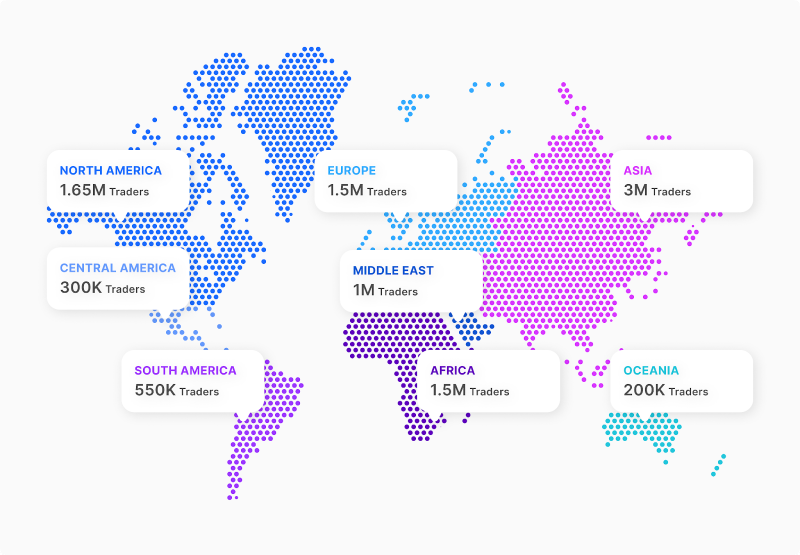 NORTH AMERICA
1.65M Traders
EUROPE
1.5M Traders
ASIA
3M Traders
CENTRAL AMERICA
300K Traders
MIDDLE EAST
1M Traders
SOUTH AMERICA
550K Traders
AFRICA
1.5M Traders
OCEANIA
200K Traders